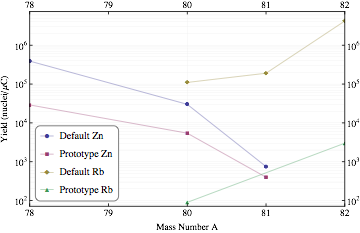 78 79 80 81 82
10^6 10^6
10^5 10^5
10^4 10^4
10^3 10^3
10^2 10^2
Yield (nuclei/μC)
Default Zn
Prototype Zn
Default Rb
Prototype Rb
78 79 80 81 82
Mass Number A